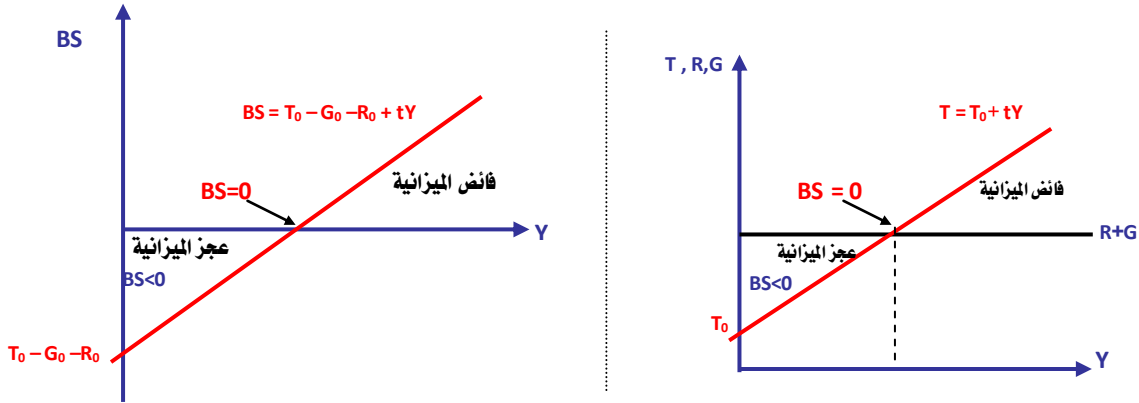 BS
BS = T₀ – G₀ –R₀ + tY
فائض الميزانية
BS=0
Y
عجز الميزانية
BS<0
T₀ – G₀ –R₀
T , R,G
T = T₀+ tY
BS = 0
فائض الميزانية
R+G
عجز الميزانية
BS<0
T₀
Y